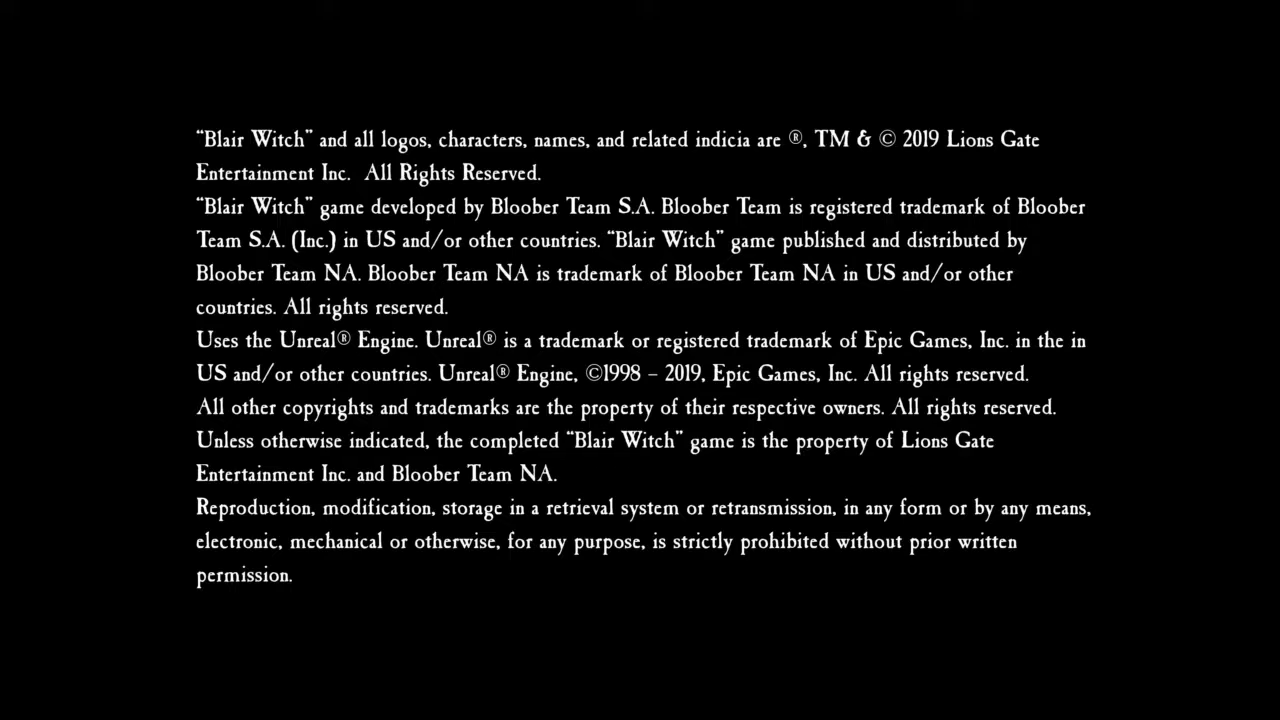 “Blair Witch” and all logos, characters, names, and related indicia are ®, TM & © 2019 Lions Gate
Entertainment Inc.  All Rights Reserved.
“Blair Witch” game developed by Bloober Team S.A. Bloober Team is registered trademark of Bloober
Team S.A. (Inc.) in US and/or other countries. “Blair Witch” game published and distributed by
Bloober Team NA. Bloober Team NA is trademark of Bloober Team NA in US and/or other
countries. All rights reserved.
Uses the Unreal® Engine. Unreal® is a trademark or registered trademark of Epic Games, Inc. in the in
US and/or other countries. Unreal® Engine, ©1998 – 2019, Epic Games, Inc. All rights reserved.
All other copyrights and trademarks are the property of their respective owners. All rights reserved.
Unless otherwise indicated, the completed “Blair Witch” game is the property of Lions Gate
Entertainment Inc. and Bloober Team NA.
Reproduction, modification, storage in a retrieval system or retransmission, in any form or by any means,
electronic, mechanical or otherwise, for any purpose, is strictly prohibited without prior written
permission.